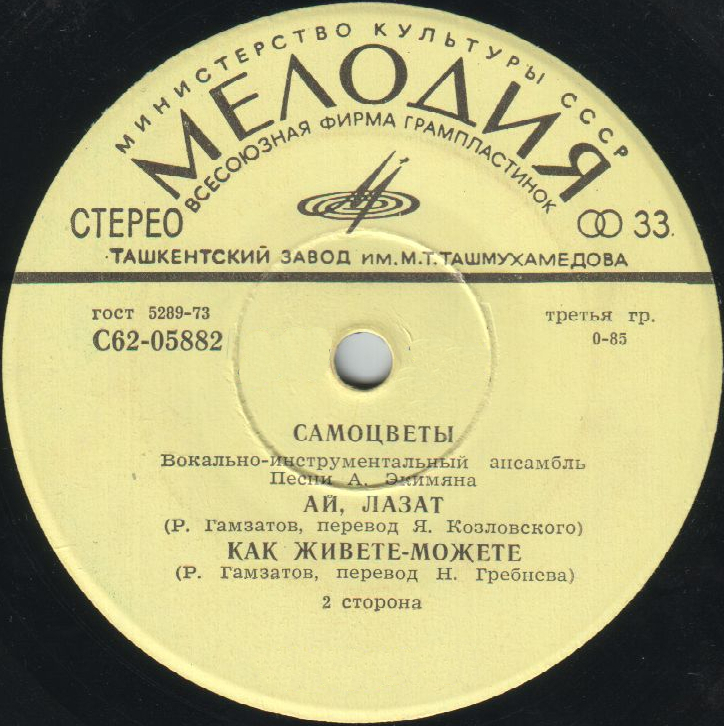 МИНИСТЕРСТВО КУЛЬТУРЫ СССР
МЕЛОДИЯ
ВСЕСОЮЗНАЯ ФИРМА ГРАМПЛАСТИНОК
СТЕРЕО 33
ТАШКЕНТСКИЙ ЗАВОД ИМ. М.Т. ТАШМУХАМЕДОВА
гост 5289-73 третья гр.
С62-05882 0-85
САМОЦВЕТЫ
Вокально-инструментальный ансамбль
Песни А. Экимяна
АЙ, ЛАЗАТ
(Р. Гамзатов, перевод Я. Козловского)
КАК ЖИВЕТЕ-МОЖЕТЕ
(Р. Гамзатов, перевод Н. Гребнева)
2 сторона